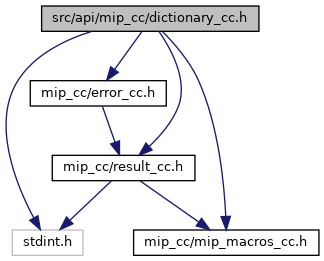 src/api/mip_cc/dictionary_cc.h
mip_cc/error_cc.h
mip_cc/result_cc.h
stdint.h
mip_cc/mip_macros_cc.h